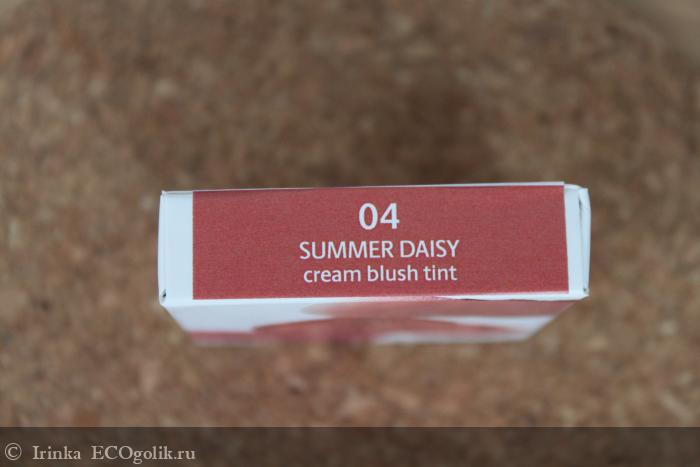 04
SUMMER DAISY
cream blush tint
© Irinka ECOgolik.ru